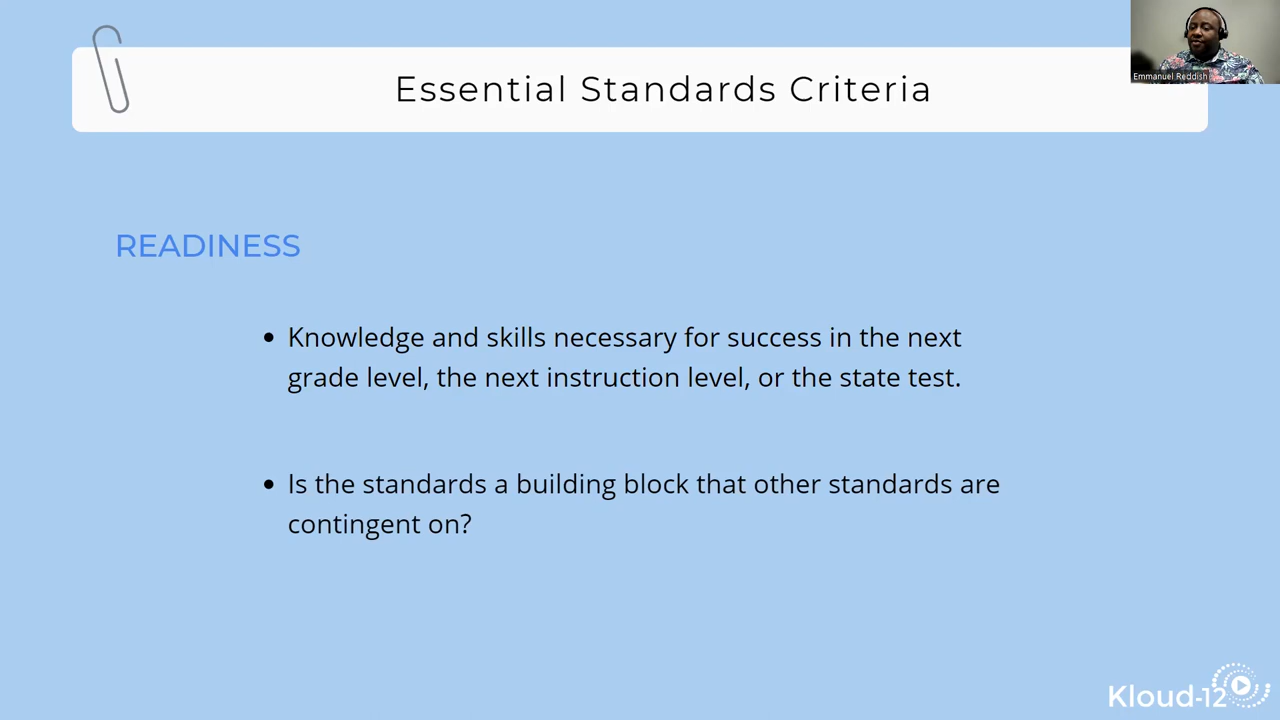 Essential Standards Criteria
Emmanuel Reddish
READINESS
• Knowledge and skills necessary for success in the next
grade level, the next instruction level, or the state test.
• Is the standards a building block that other standards are
contingent on?
Kloud-12